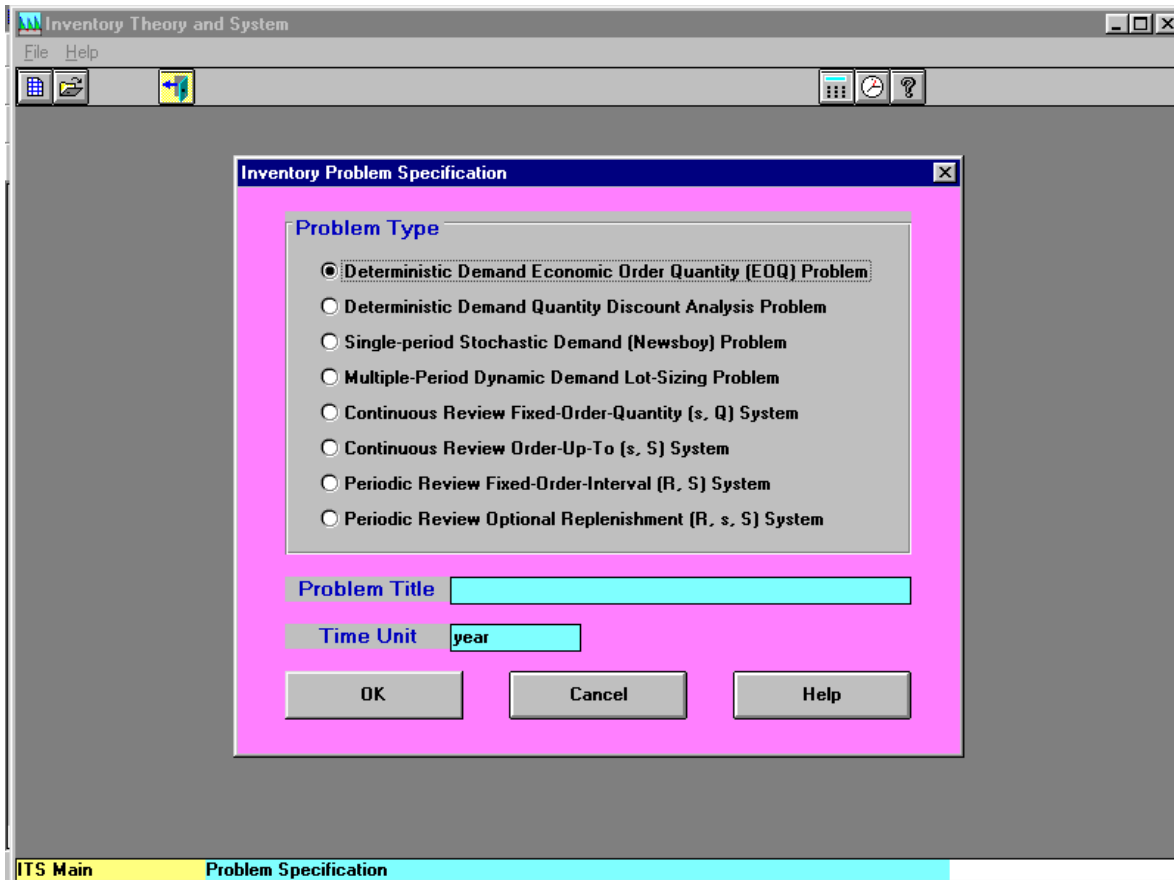 Inventory Theory and System
File Help
Inventory Problem Specification
Problem Type
Deterministic Demand Economic Order Quantity (EOQ) Problem
Deterministic Demand Quantity Discount Analysis Problem
Single-period Stochastic Demand (Newsboy) Problem
Multiple-Period Dynamic Demand Lot-Sizing Problem
Continuous Review Fixed-Order-Quantity (s, Q) System
Continuous Review Order-Up-To (s, S) System
Periodic Review Fixed-Order-Interval (R, S) System
Periodic Review Optional Replenishment (R, s, S) System
Problem Title
Time Unit year
OK Cancel Help
ITS Main Problem Specification